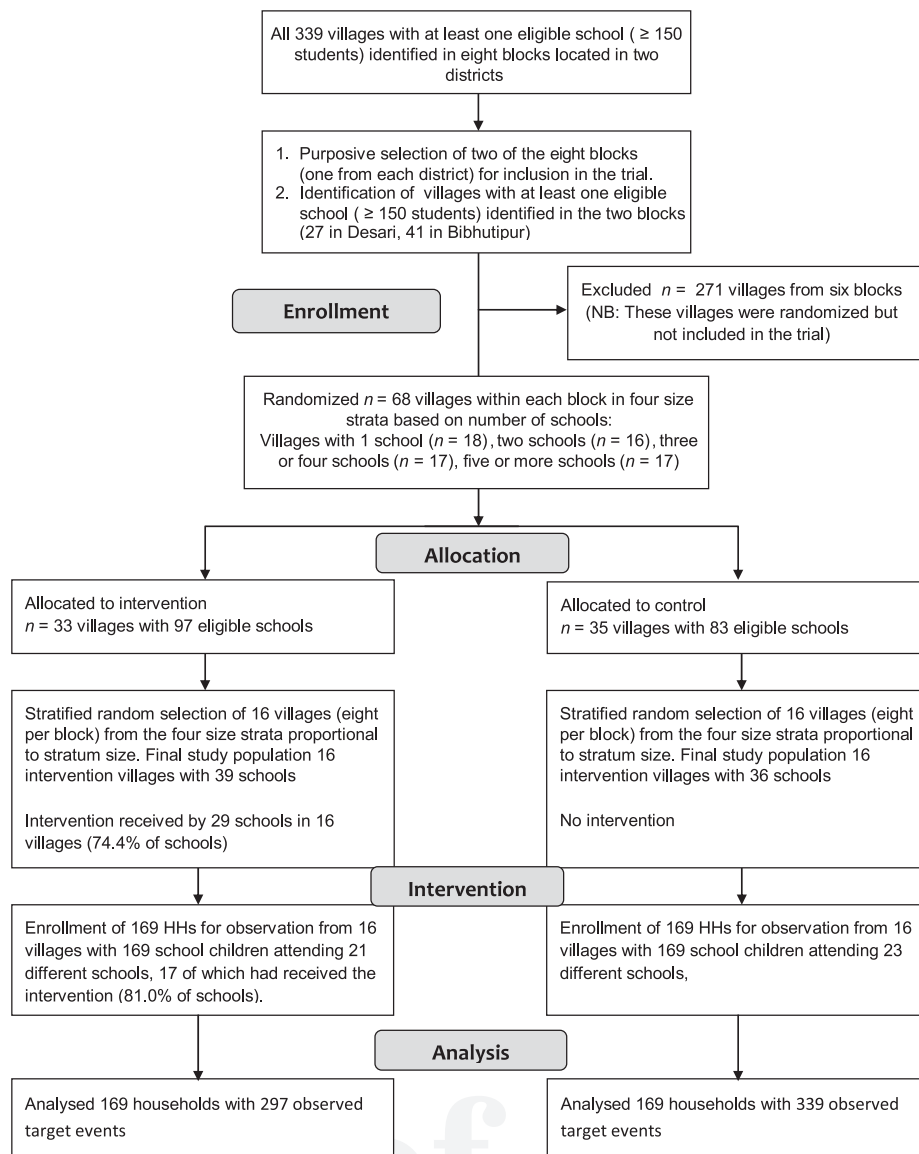 All 339 villages with at least one eligible school ( ≥ 150
students) identified in eight blocks located in two
districts
1. Purposive selection of two of the eight blocks
(one from each district) for inclusion in the trial.
2. Identification of villages with at least one eligible
school ( ≥ 150 students) identified in the two blocks
(27 in Desari, 41 in Bibhutipur)
Enrollment
Excluded n = 271 villages from six blocks
(NB: These villages were randomized but
not included in the trial)
Randomized n = 68 villages within each block in four size
strata based on number of schools:
Villages with 1 school (n = 18), two schools (n = 16), three
or four schools (n = 17), five or more schools (n = 17)
Allocation
Allocated to intervention
n = 33 villages with 97 eligible schools
Allocated to control
n = 35 villages with 83 eligible schools
Stratified random selection of 16 villages (eight
per block) from the four size strata proportional
to stratum size. Final study population 16
intervention villages with 39 schools
Intervention received by 29 schools in 16
villages (74.4% of schools)
Stratified random selection of 16 villages (eight
per block) from the four size strata proportional
to stratum size. Final study population 16
intervention villages with 36 schools
No intervention
Intervention
Enrollment of 169 HHs for observation from 16
villages with 169 school children attending 21
different schools, 17 of which had received the
intervention (81.0% of schools).
Enrollment of 169 HHs for observation from 16
villages with 169 school children attending 23
different schools,
Analysis
Analysed 169 households with 297 observed
target events
Analysed 169 households with 339 observed
target events